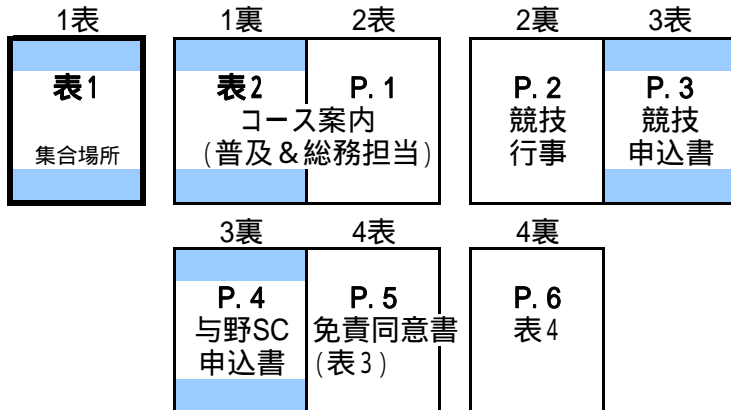 1表 1裏 2表 2裏 3表
表1 表2 P. 1 P. 2 P. 3
コース案内 競技 競技
集合場所 (普及&総務担当) 行事 申込書
3裏 4表 4裏
P. 4 P. 5 P. 6
与野SC 免責同意書 表4
申込書 (表3)